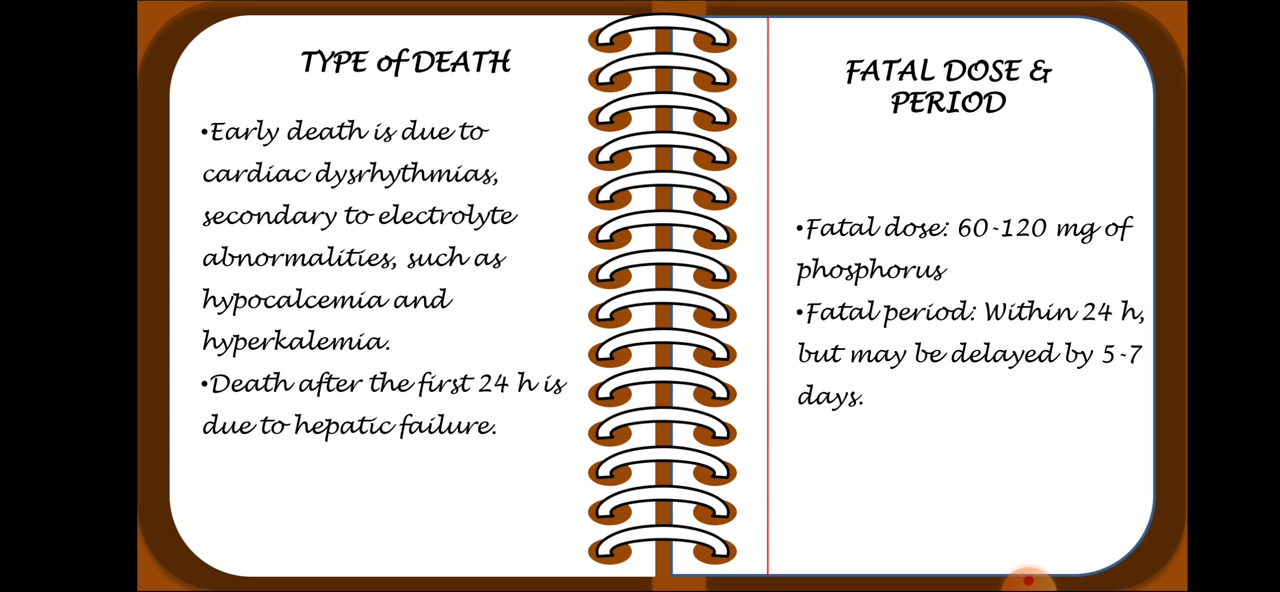 TYPE of DEATH
•Early death is due to
cardiac dysrhythmias,
secondary to electrolyte
abnormalities, such as
hypocalcemia and
hyperkalemia.
•Death after the first 24 h is
due to hepatic failure.
FATAL DOSE &
PERIOD
•Fatal dose: 60-120 mg of
phosphorus
•Fatal period: Within 24 h,
but may be delayed by 5-7
days.